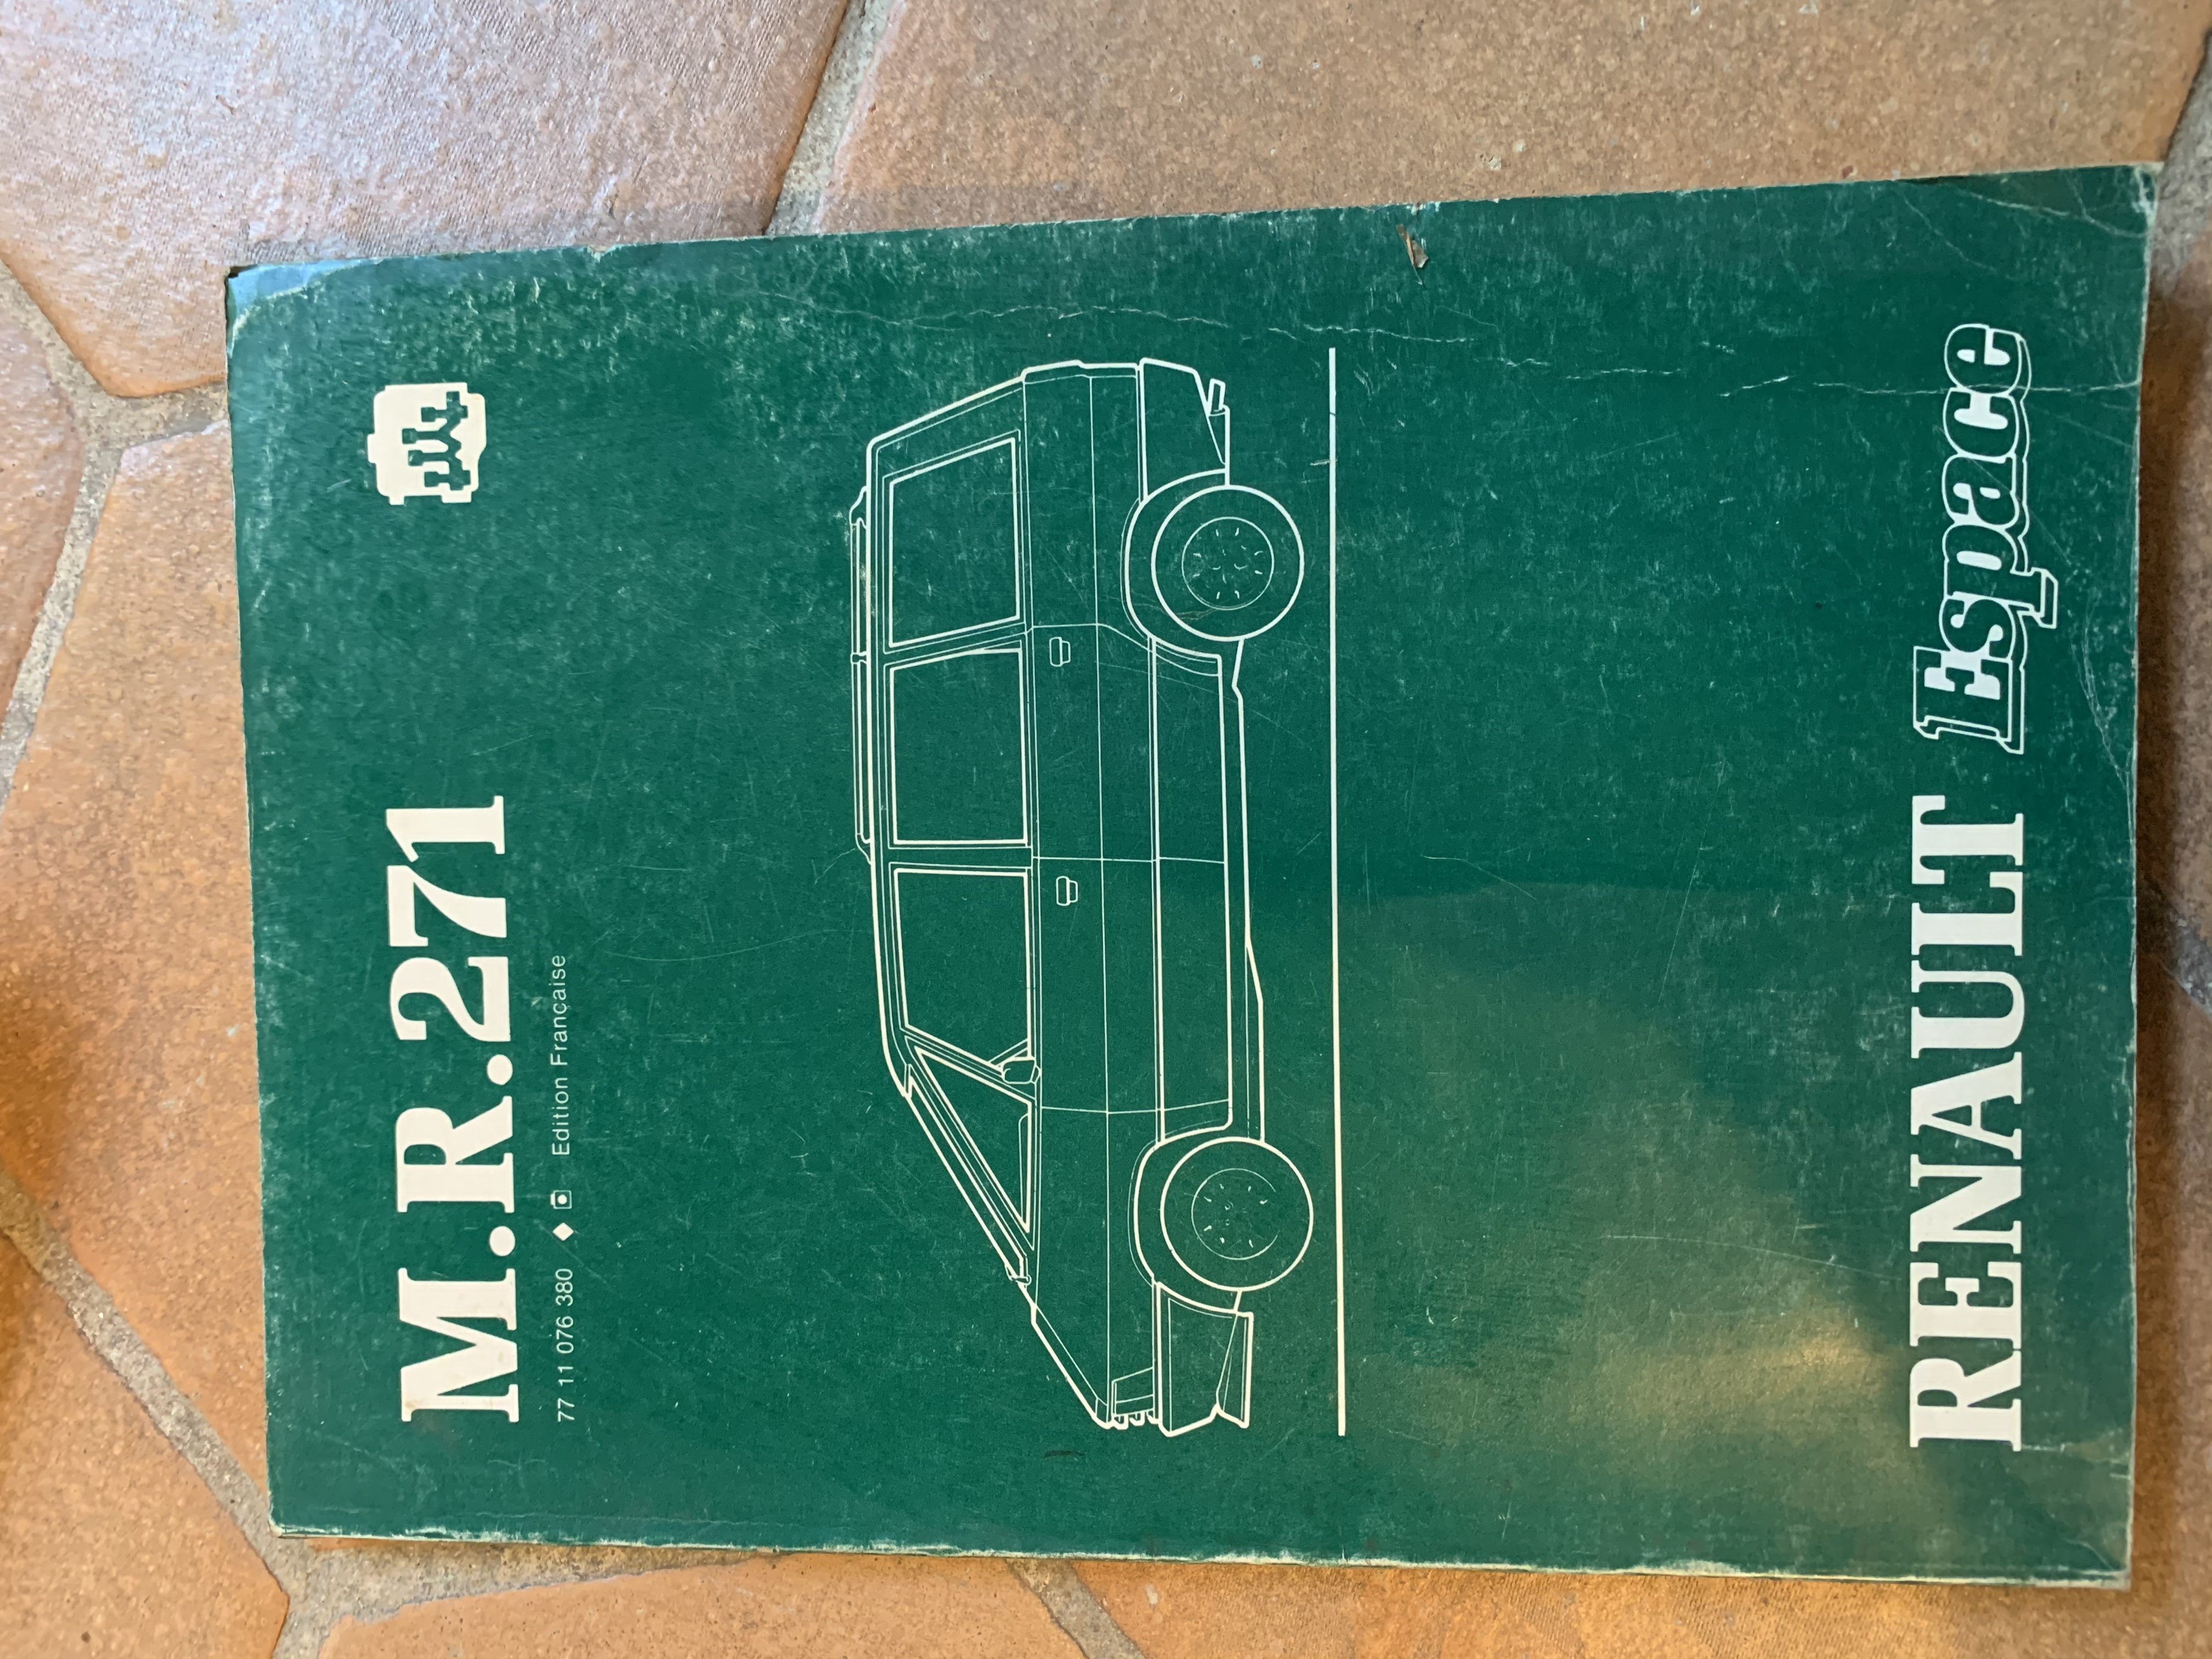 M.R.271
77 11 076 380 ◆ ▣ Edition Française
RENAULT Espace